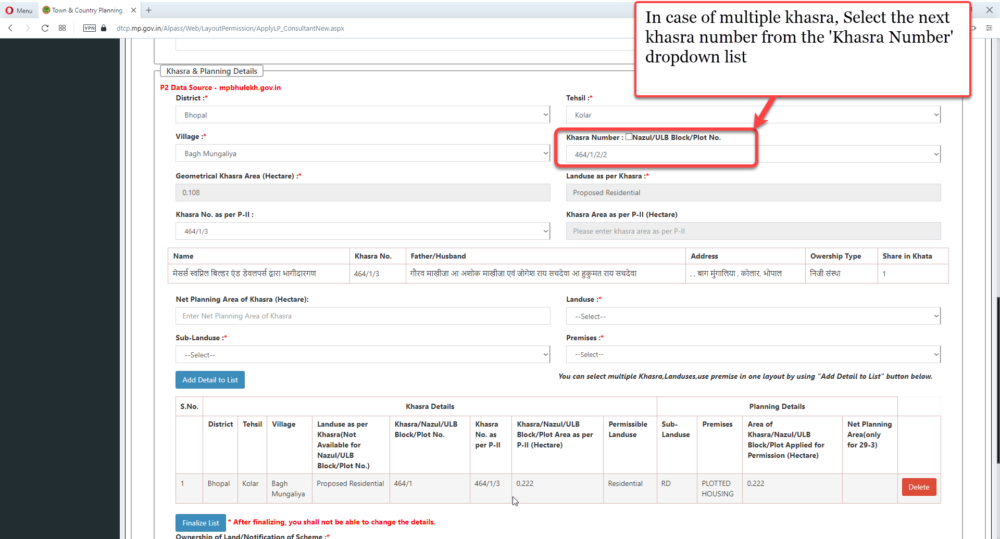 Menu
Town & Country Planning,
VPN
dtcp.mp.gov.in/Alpass/Web/LayoutPermission/ApplyLP_ConsultantNew.aspx
In case of multiple khasra, Select the next
khasra number from the 'Khasra Number'
dropdown list
Khasra & Planning Details
P2 Data Source - mpbhulekh.gov.in
District :*
Tehsil :*
Bhopal
Kolar
Village :*
Khasra Number : Nazul/ULB Block/Plot No.
Bagh Mungaliya
464/1/2/2
Geometrical Khasra Area (Hectare) :*
Landuse as per Khasra :*
0.108
Proposed Residential
Khasra No. as per P-II :
Khasra Area as per P-II (Hectare)
464/1/3
Please enter khasra area as per P-II
Name Khasra No. Father/Husband Address Owership Type Share in Khata
मेसर्स स्वप्निल बिल्डर एंड डेवलपर्स द्वारा भागीदारगण 464/1/3 गौरव माखीजा आ अशोक माखीजा एवं जोगेश राय सचदेवा आ हुकुमत राय सचदेवा , , बाग मुंगालिया , कोलार, भोपाल निजी संस्था 1
Net Planning Area of Khasra (Hectare):
Landuse :*
Enter Net Planning Area of Khasra
--Select--
Sub-Landuse :*
Premises :*
--Select--
--Select--
Add Detail to List
You can select multiple Khasra,Landuses,use premise in one layout by using "Add Detail to List" button below.
S.No. Khasra Details Planning Details
District Tehsil Village Landuse as per Khasra/Nazul/ULB Khasra Khasra/Nazul/ULB Permissible Sub- Premises Area of Net Planning
Khasra(Not Block/Plot No. No. as Block/Plot Area as per Landuse Landuse Khasra/Nazul/ULB Area(only
Available for per P-II P-II (Hectare) Block/Plot Applied for for 29-3)
Nazul/ULB Permission (Hectare)
Block/Plot No.)
1 Bhopal Kolar Bagh Proposed Residential 464/1 464/1/3 0.222 Residential RD PLOTTED 0.222 Delete
Mungaliya HOUSING
Finalize List * After finalizing, you shall not be able to change the details.
Ownership of Land/Notification of Scheme :*